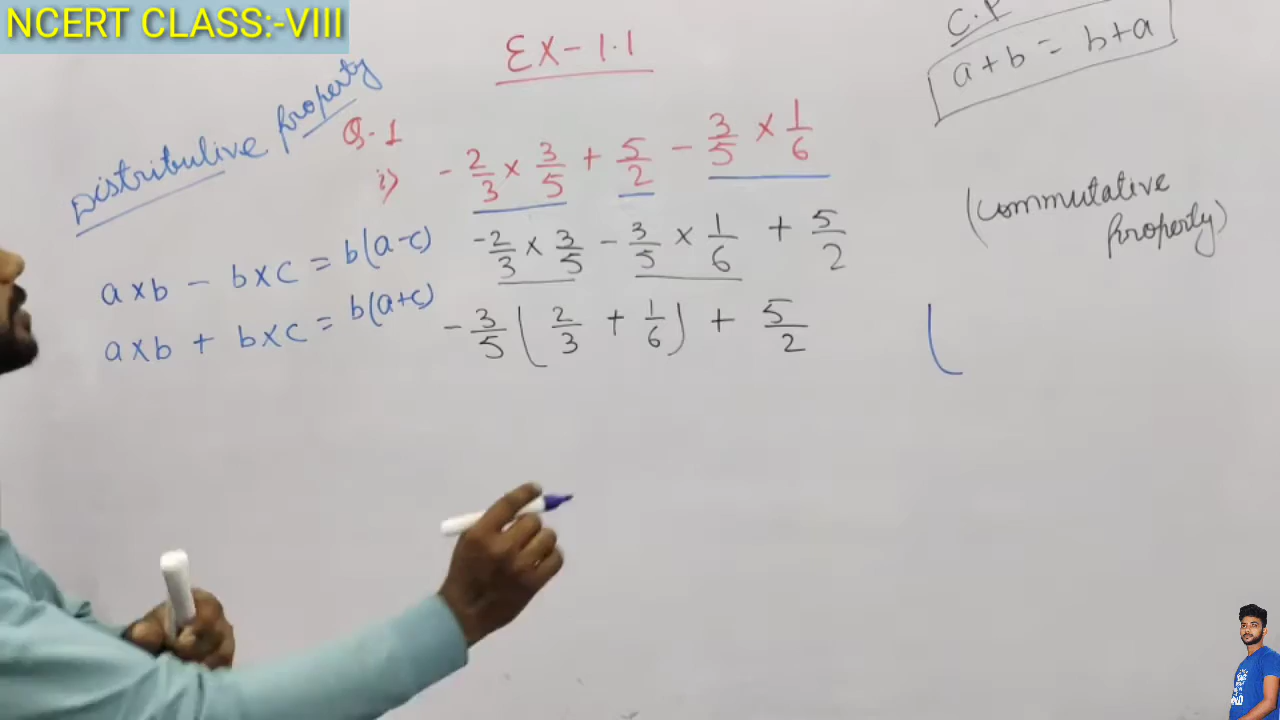 NCERT CLASS:-VIII
EX-1.1
C.P
a+b = b+a
Distributive Property
Q.1
i) -2/3 × 3/5 + 5/2 - 3/5 × 1/6
(Commutative
Property)
-2/3 × 3/5 - 3/5 × 1/6 + 5/2
a×b - b×c = b(a-c)
a×b + b×c = b(a+c)
-3/5 ( 2/3 + 1/6 ) + 5/2
(